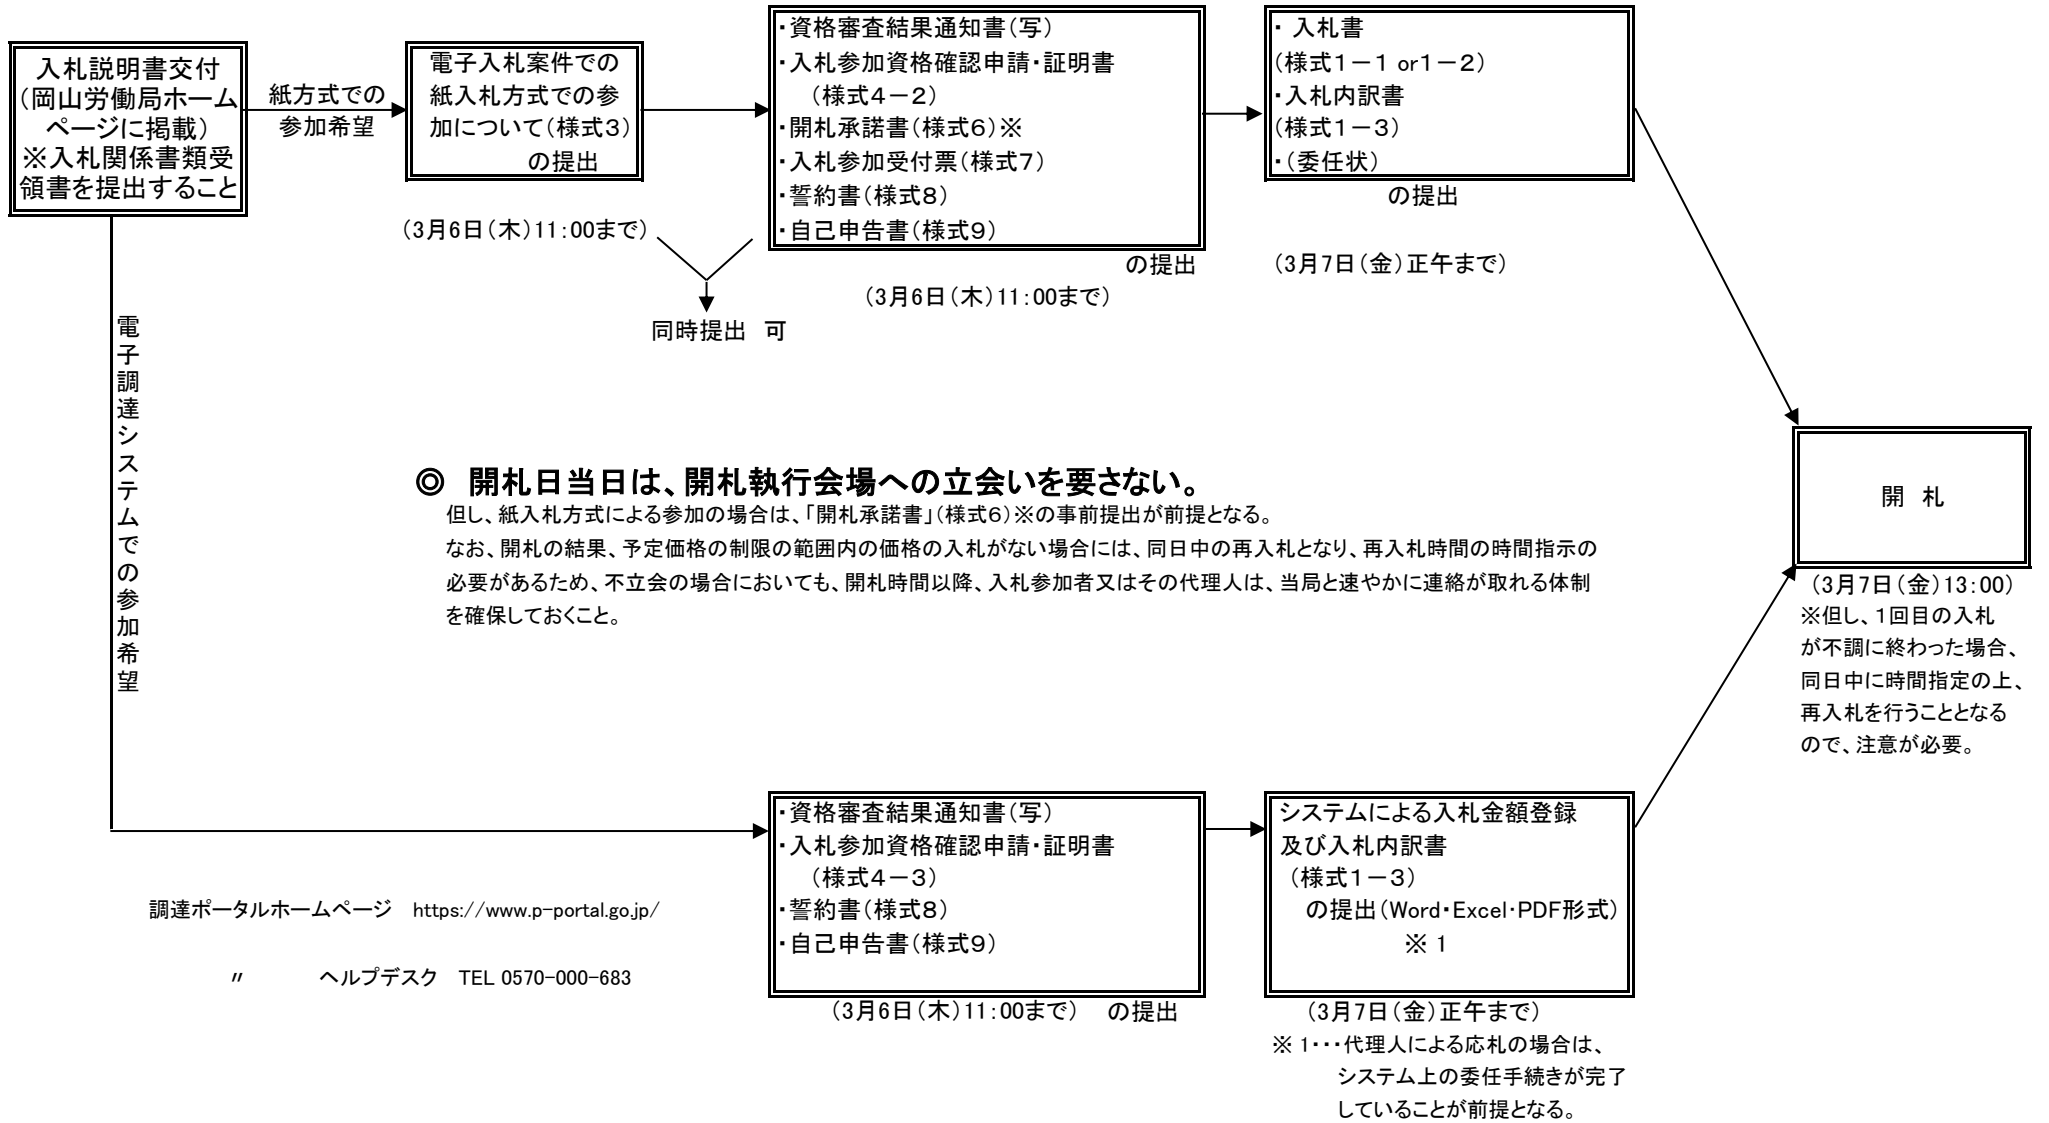 入札説明書交付
（岡山労働局ホーム
ページに掲載）
※入札関係書類受
領書を提出すること
紙方式での
参加希望
電子入札案件での
紙入札方式での参
加について（様式３）
の提出
（3月6日（木）11：00まで）
・資格審査結果通知書（写）
・入札参加資格確認申請・証明書
（様式４－２）
・開札承諾書（様式６）※
・入札参加受付票（様式７）
・誓約書（様式８）
・自己申告書（様式９）
の提出
（3月6日（木）11：00まで）
同時提出　可
・ 入札書
（様式１－１ or１－２）
・入札内訳書
（様式１－３）
・（委任状）
の提出
（3月7日（金）正午まで）
電子調達システムでの参加希望
◎　開札日当日は、開札執行会場への立会いを要さない。
但し、紙入札方式による参加の場合は、「開札承諾書」（様式６）※の事前提出が前提となる。
なお、開札の結果、予定価格の制限の範囲内の価格の入札がない場合には、同日中の再入札となり、再入札時間の時間指示の
必要があるため、不立会の場合においても、開札時間以降、入札参加者又はその代理人は、当局と速やかに連絡が取れる体制
を確保しておくこと。
開　札
（3月7日（金）13：00）
※但し、１回目の入札
が不調に終わった場合、
同日中に時間指定の上、
再入札を行うこととなる
ので、注意が必要。
・資格審査結果通知書（写）
・入札参加資格確認申請・証明書
（様式４－３）
・誓約書（様式８）
・自己申告書（様式９）
（3月6日（木）11：00まで）　の提出
システムによる入札金額登録
及び入札内訳書
（様式１－３）
の提出（Word・Excel・PDF形式）
※ 1
（3月7日（金）正午まで）
※ 1・・・代理人による応札の場合は、
システム上の委任手続きが完了
していることが前提となる。
調達ポータルホームページ　https://www.p-portal.go.jp/
〃　　　ヘルプデスク　TEL 0570-000-683